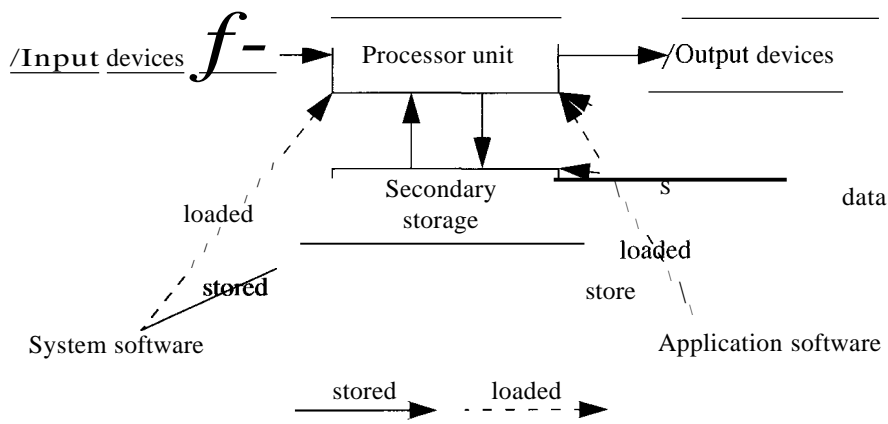 /Input devices f- Processor unit /Output devices
Secondary
storage
s
data
loaded
loaded
stored
store
System software
Application software
stored loaded